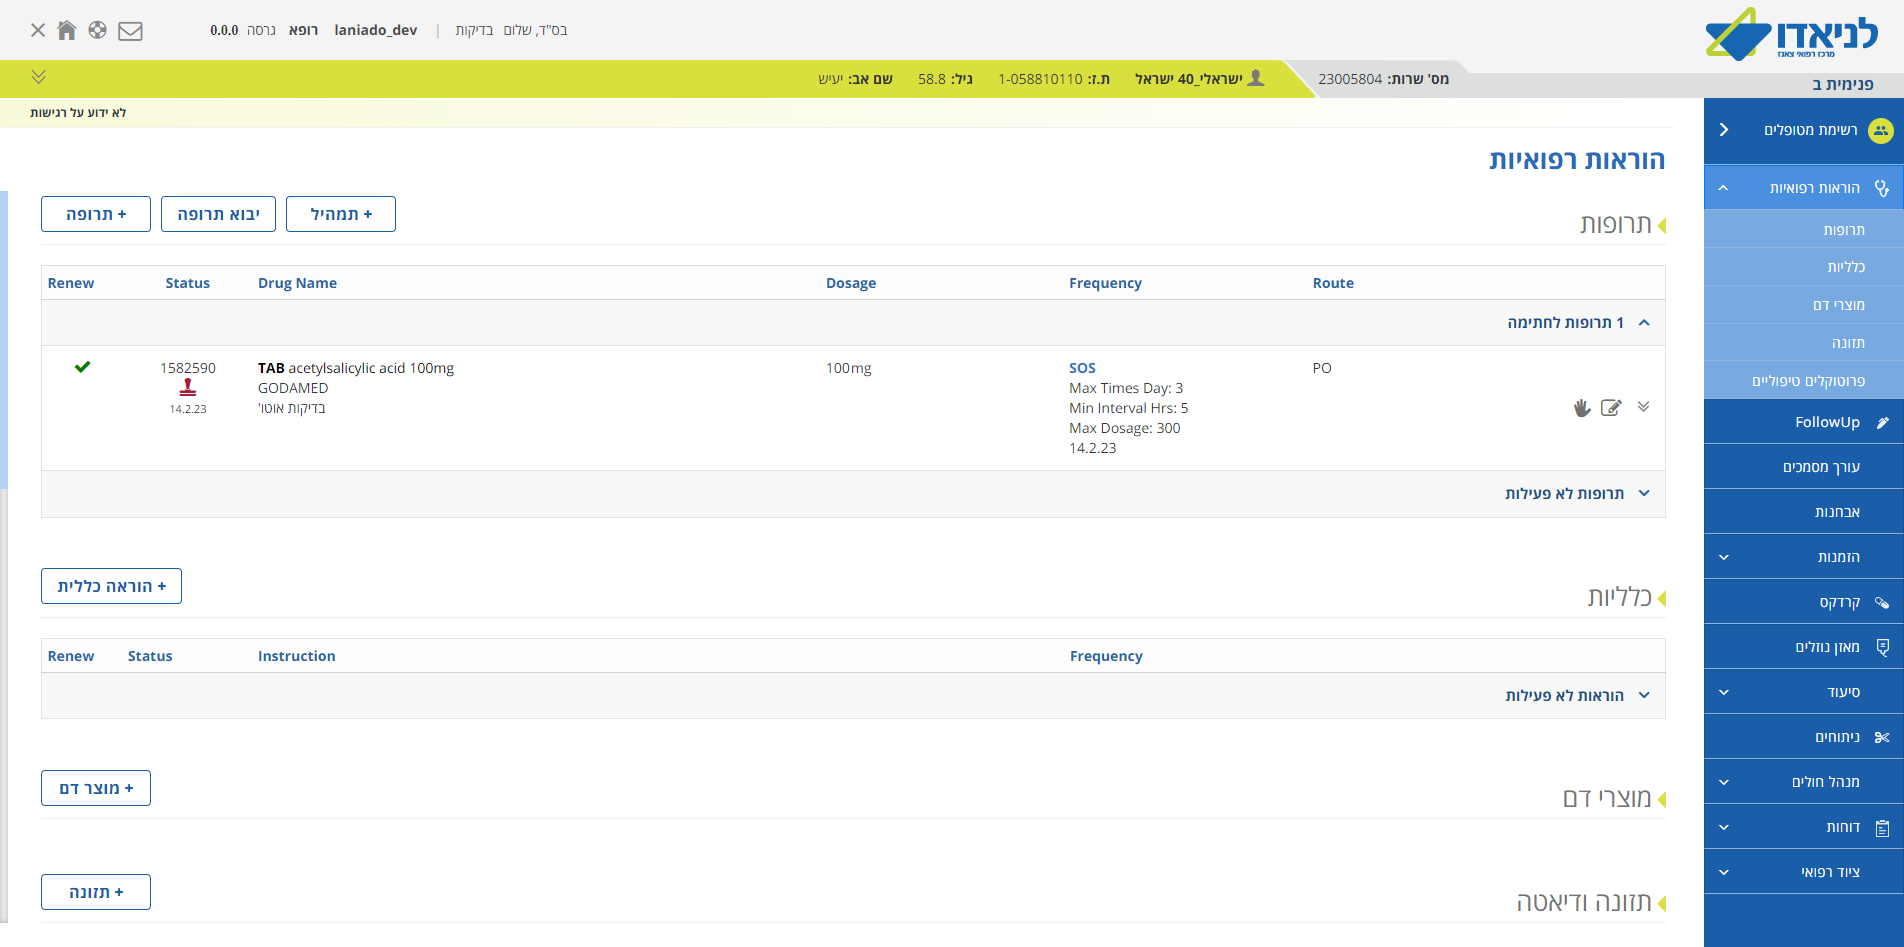 לניאדו
מרכז רפואי צאנז
בס"ד, שלום בדיקות | laniado_dev רופא גרסה 0.0.0
פנימית ב
מס' שרות: 23005804
ישראלי_40 ישראל ת.ז: 1-058810110 גיל: 58.8 שם אב: יעיש
לא ידוע על רגישות
רשימת מטופלים
הוראות רפואיות
תרופות
כלליות
מוצרי דם
תזונה
פרוטוקלים טיפוליים
FollowUp
עורך מסמכים
אבחנות
הזמנות
קרדקס
מאזן נוזלים
סיעוד
ניתוחים
מנהל חולים
דוחות
ציוד רפואי
הוראות רפואיות
תרופות
+ תמהיל
יבוא תרופה
+ תרופה
Renew Status Drug Name Dosage Frequency Route
1 תרופות לחתימה
1582590 TAB acetylsalicylic acid 100mg 100mg SOS PO
GODAMED Max Times Day: 3
14.2.23 בדיקות אוטו' Min Interval Hrs: 5
Max Dosage: 300
14.2.23
תרופות לא פעילות
כלליות
+ הוראה כללית
Renew Status Instruction Frequency
הוראות לא פעילות
מוצרי דם
+ מוצר דם
תזונה ודיאטה
+ תזונה